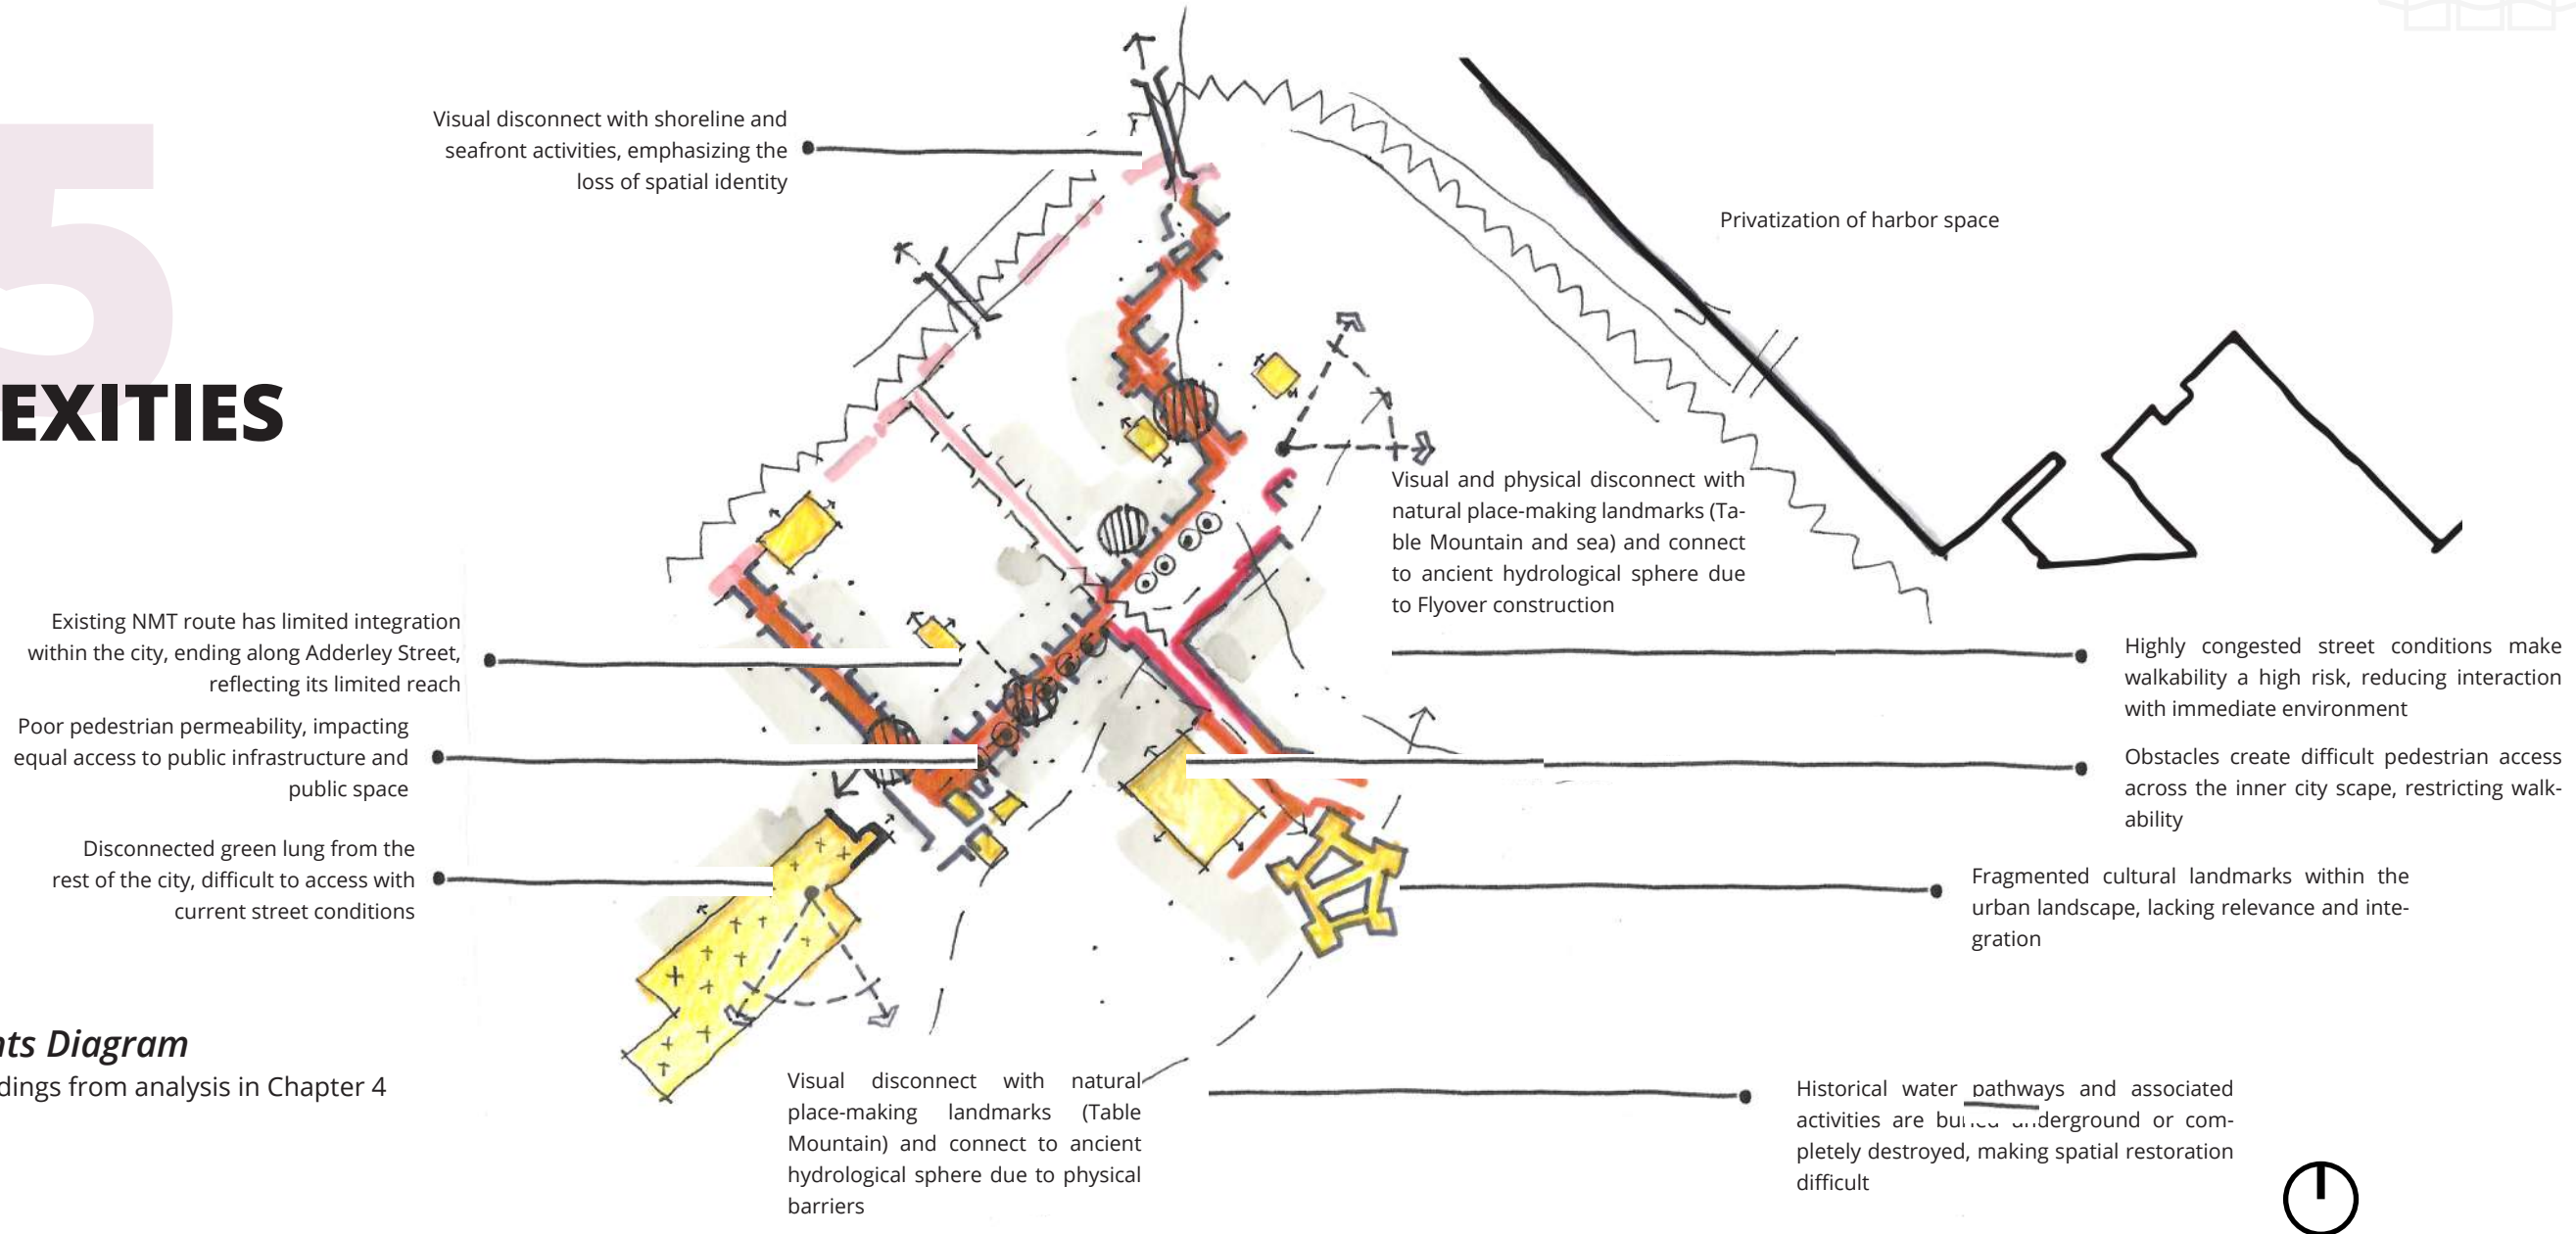 5
EXITIES
Visual disconnect with shoreline and
seafront activities, emphasizing the
loss of spatial identity
Privatization of harbor space
Visual and physical disconnect with
natural place-making landmarks (Ta-
ble Mountain and sea) and connect
to ancient hydrological sphere due
to Flyover construction
Existing NMT route has limited integration
within the city, ending along Adderley Street,
reflecting its limited reach
Poor pedestrian permeability, impacting
equal access to public infrastructure and
public space
Disconnected green lung from the
rest of the city, difficult to access with
current street conditions
Highly congested street conditions make
walkability a high risk, reducing interaction
with immediate environment
Obstacles create difficult pedestrian access
across the inner city scape, restricting walk-
ability
Fragmented cultural landmarks within the
urban landscape, lacking relevance and inte-
gration
nts Diagram
dings from analysis in Chapter 4
Visual disconnect with natural
place-making landmarks (Table
Mountain) and connect to ancient
hydrological sphere due to physical
barriers
Historical water pathways and associated
activities are buried underground or com-
pletely destroyed, making spatial restoration
difficult